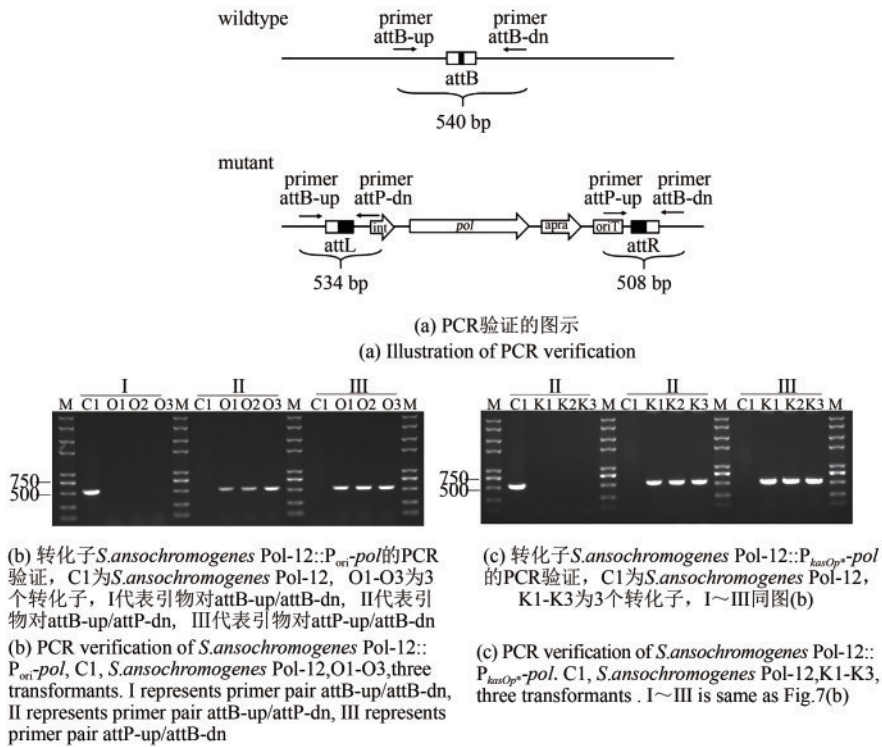 wildtype
primer primer
attB-up attB-dn
attB
540 bp
mutant
primer primer primer primer
attB-up attP-dn attP-up attB-dn
int pol apra oriT
attL attR
534 bp 508 bp
(a) PCR验证的图示
(a) Illustration of PCR verification
I II III
M C1 O1 O2 O3 M C1 O1 O2 O3 M C1 O1 O2 O3 M
750
500
(b) 转化子S.ansochromogenes Pol-12::Pori-pol的PCR
验证，C1为S.ansochromogenes Pol-12, O1-O3为3
个转化子，I代表引物对attB-up/attB-dn, II代表引
物对attB-up/attP-dn, III代表引物对attP-up/attB-dn
(b) PCR verification of S.ansochromogenes Pol-12::
Pori-pol, C1, S.ansochromogenes Pol-12,O1-O3,three
transformants. I represents primer pair attB-up/attB-dn,
II represents primer pair attB-up/attP-dn, III represents
primer pair attP-up/attB-dn
II II III
M C1 K1 K2 K3 M C1 K1 K2 K3 M C1 K1 K2 K3 M
750
500
(c) 转化子S.ansochromogenes Pol-12::PkasOp*-pol
的PCR验证，C1为S.ansochromogenes Pol-12,
K1-K3为3个转化子，I～III同图(b)
(c) PCR verification of S.ansochromogenes Pol-12::
PkasOp*-pol. C1, S.ansochromogenes Pol-12,K1-K3,
three transformants . I～III is same as Fig.7(b)